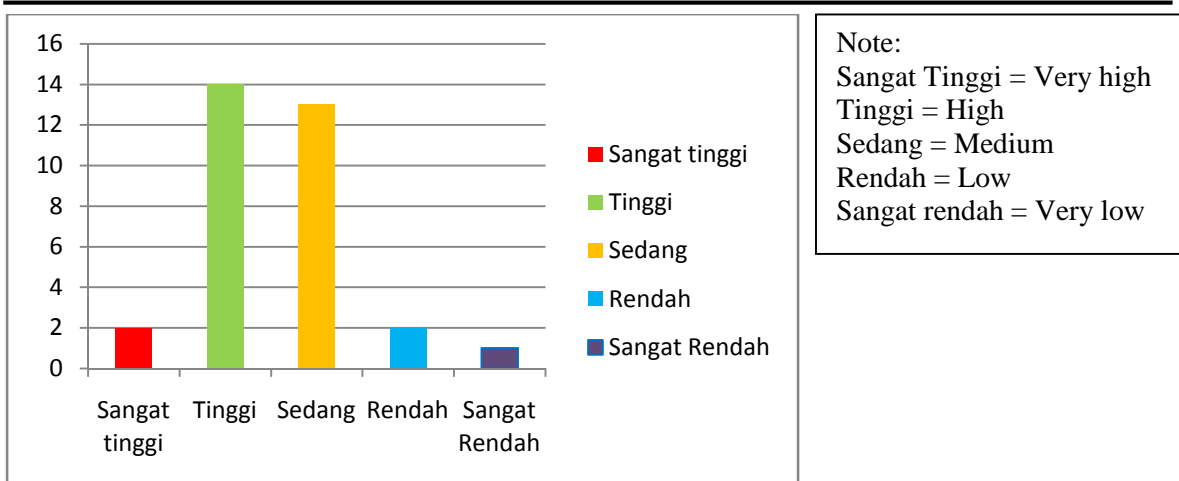 16
14
12
10
8
6
4
2
0
Sangat
tinggi
Tinggi
Sedang
Rendah
Sangat
Rendah
Sangat tinggi
Tinggi
Sedang
Rendah
Sangat Rendah
Note:
Sangat Tinggi = Very high
Tinggi = High
Sedang = Medium
Rendah = Low
Sangat rendah = Very low